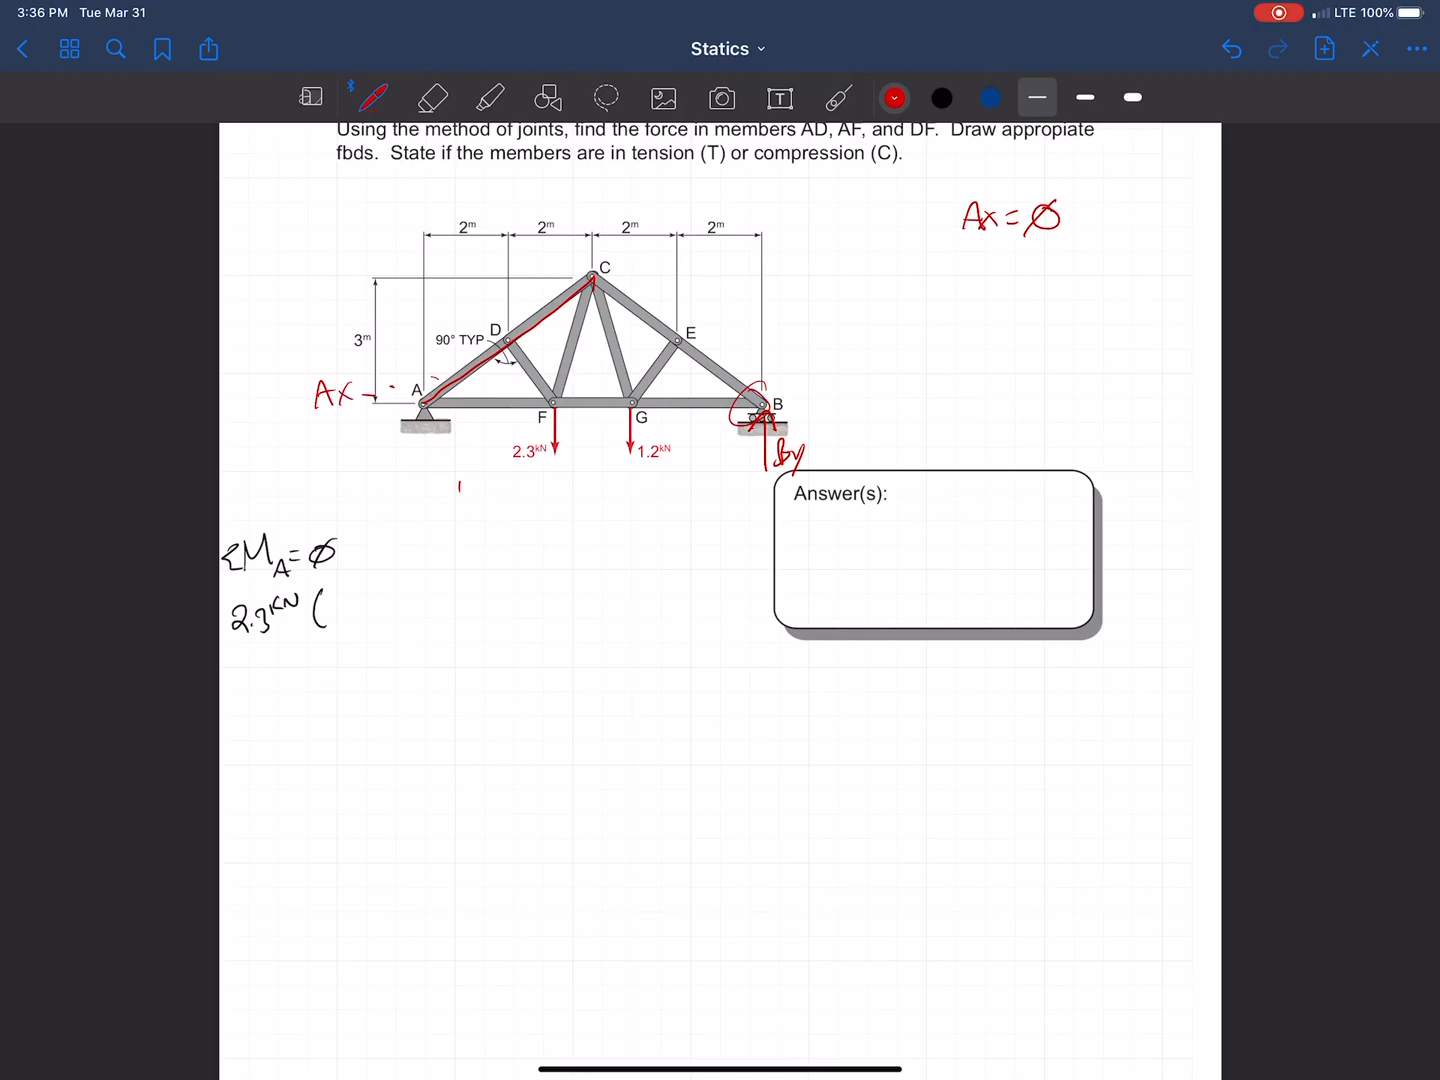 3:36 PM Tue Mar 31
LTE 100%
Statics
Using the method of joints, find the force in members AD, AF, and DF. Draw appropiate
fbds. State if the members are in tension (T) or compression (C).
Ax = ∅
2m 2m 2m 2m
C
3m
D
90° TYP
E
A
Ax
B
F
G
2.3kN
1.2kN
By
Answer(s):
ΣMA = ∅
2.3kN (